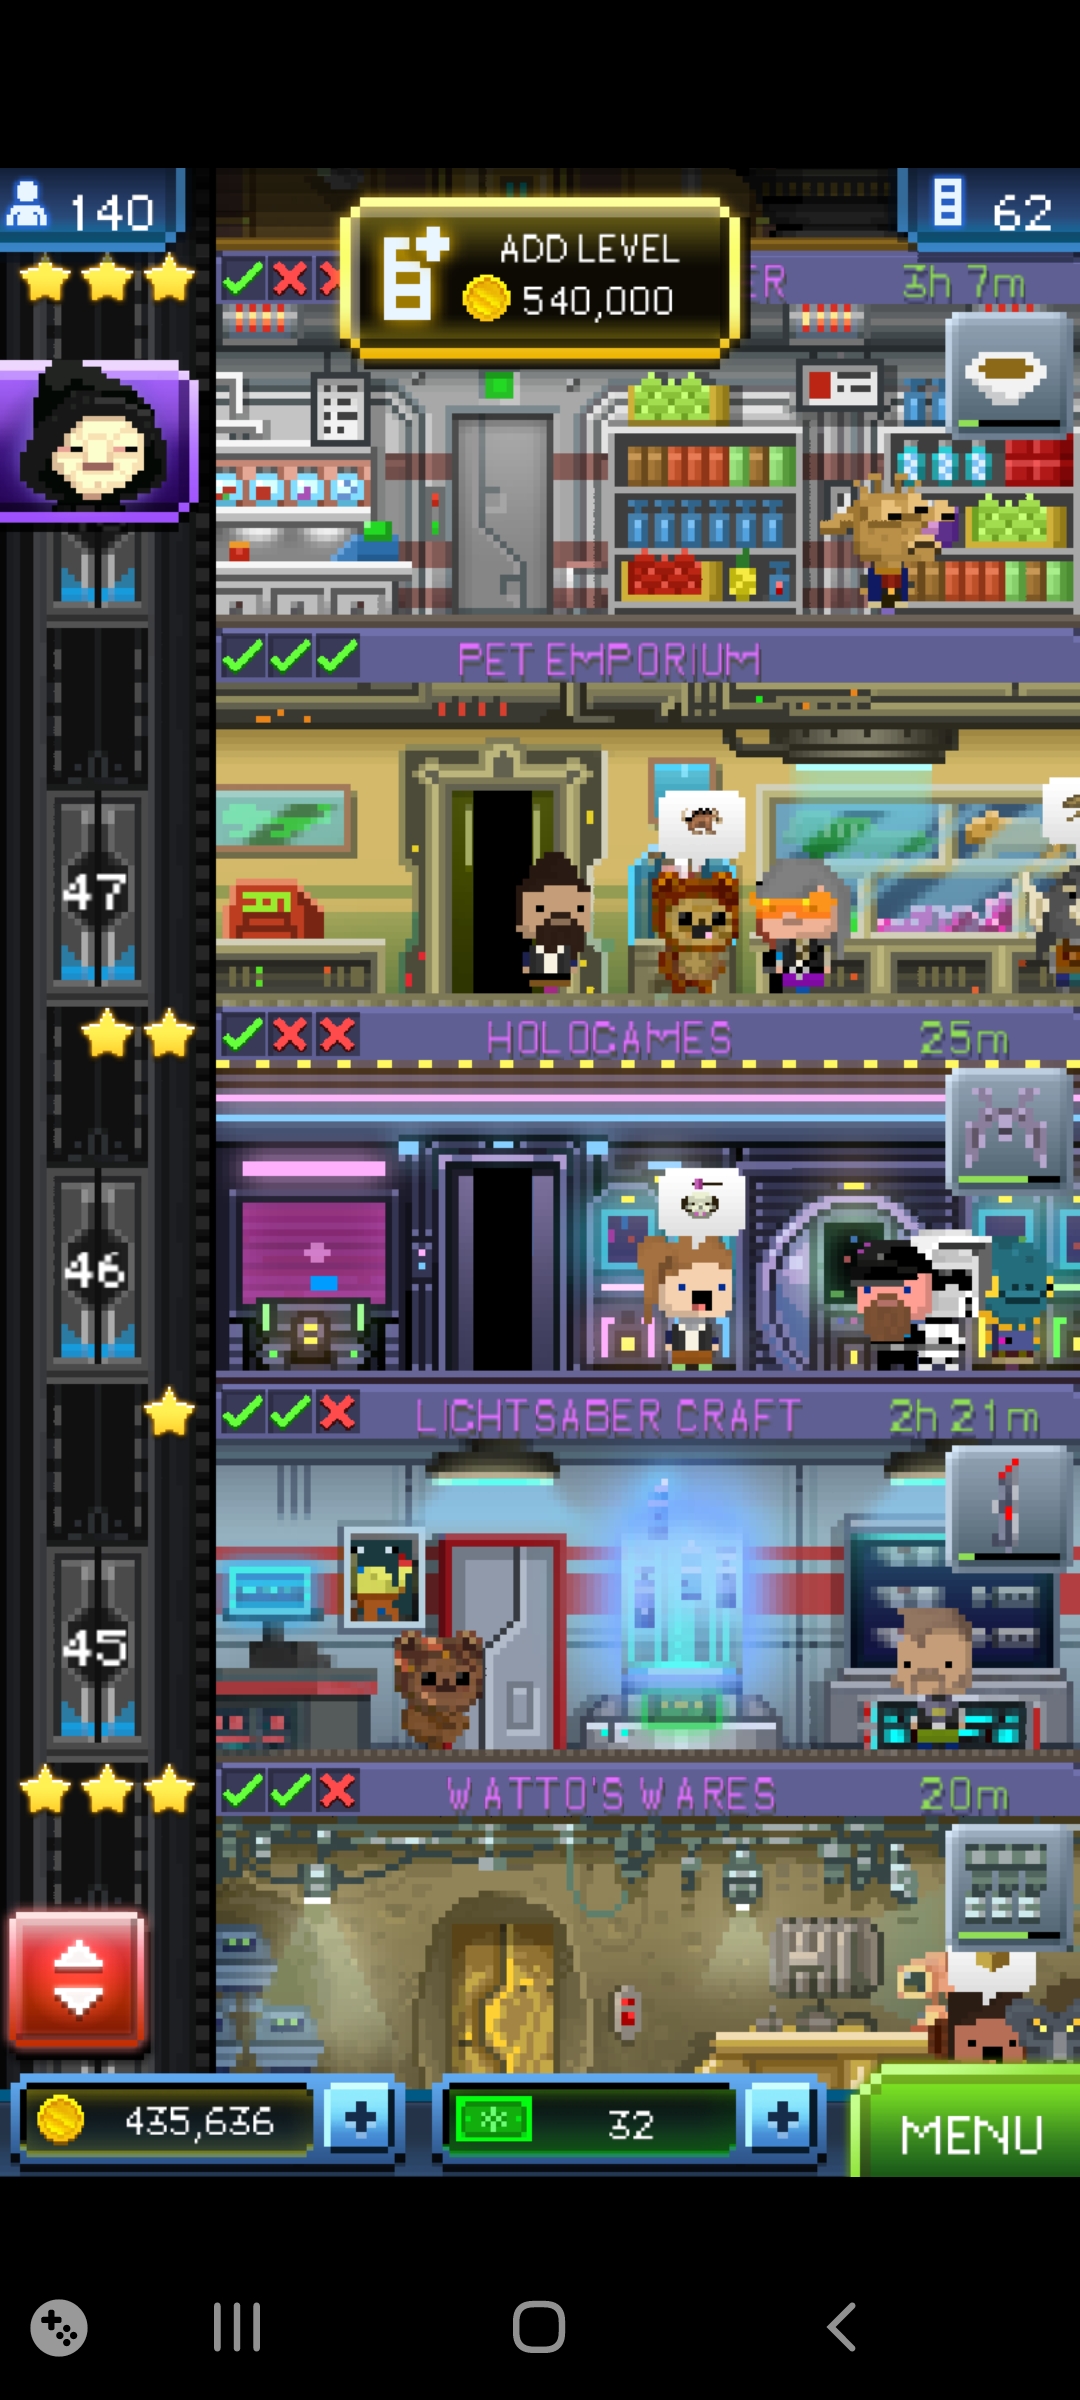 140
62
ADD LEVEL
540,000
ER
3h 7m
PET EMPORIUM
47
HOLOGAMES
25m
46
LIGHTSABER CRAFT
2h 21m
45
WATTO'S WARES
20m
435,636
32
MENU